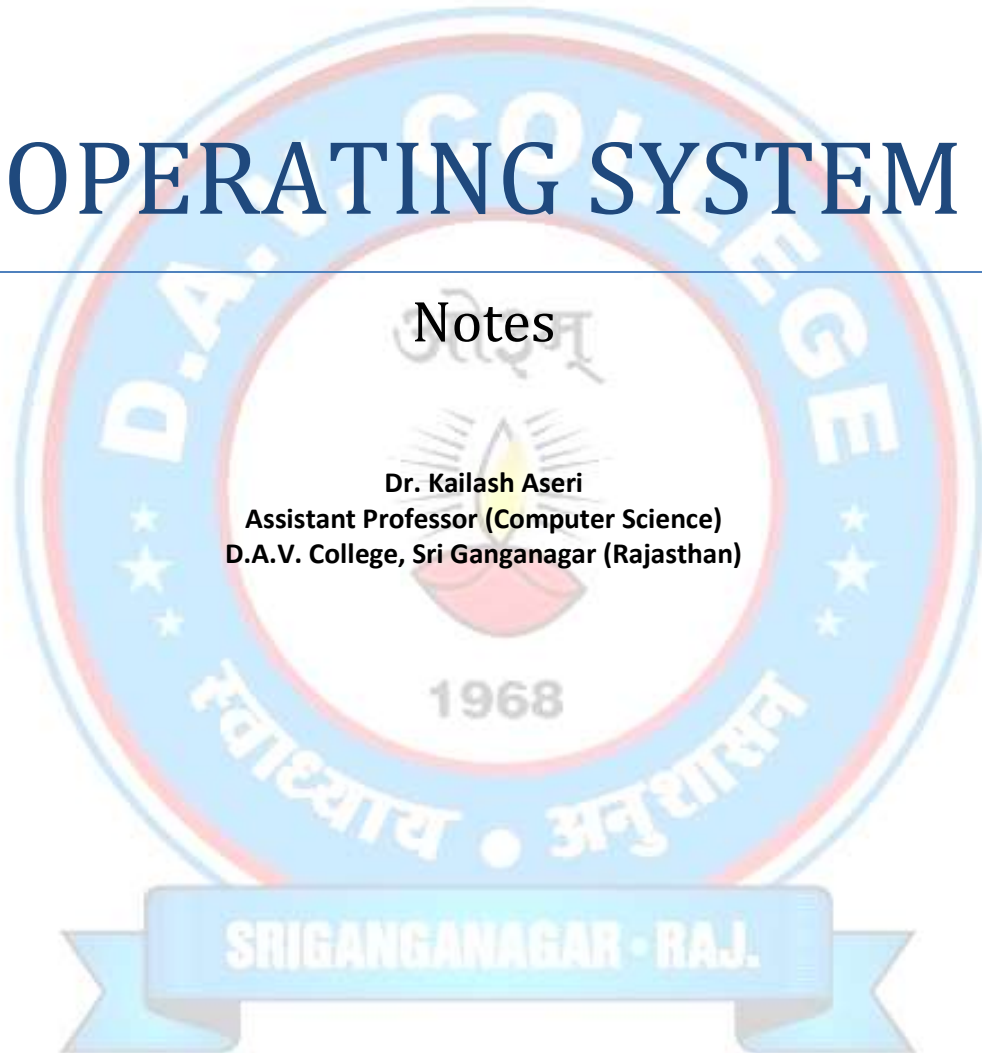 D.A.V. COLLEGE
OPERATING SYSTEM
ओ३म्
Notes
Dr. Kailash Aseri
Assistant Professor (Computer Science)
D.A.V. College, Sri Ganganagar (Rajasthan)
1968
स्वाध्याय • अनुशासन
SRIGANGANAGAR • RAJ.